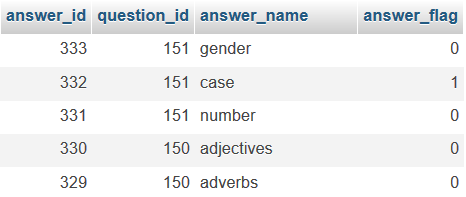 answer_id question_id answer_name answer_flag
333 151 gender 0
332 151 case 1
331 151 number 0
330 150 adjectives 0
329 150 adverbs 0